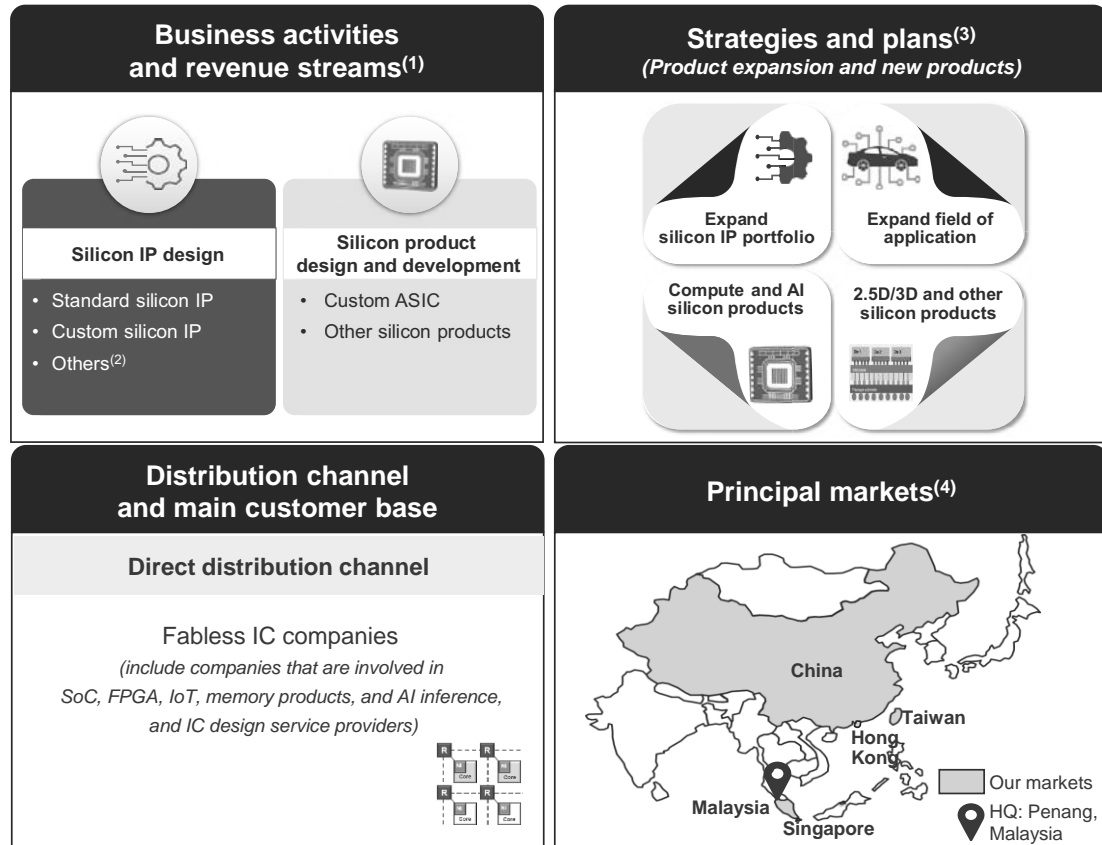 Business activities
and revenue streams(1)
Silicon IP design
• Standard silicon IP
• Custom silicon IP
• Others(2)
Silicon product
design and development
• Custom ASIC
• Other silicon products
Strategies and plans(3)
(Product expansion and new products)
Expand
silicon IP portfolio
Expand field of
application
Compute and AI
silicon products
2.5D/3D and other
silicon products
Distribution channel
and main customer base
Direct distribution channel
Fabless IC companies
(include companies that are involved in
SoC, FPGA, IoT, memory products, and AI inference,
and IC design service providers)
R R
Core Core
R R
Core Core
Principal markets(4)
China
Taiwan
Hong
Kong
Malaysia
Singapore
Our markets
HQ: Penang,
Malaysia